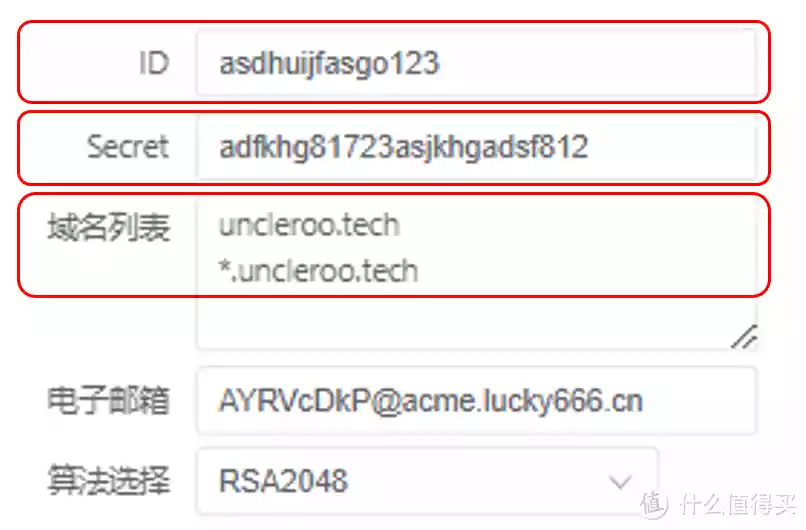 ID asdhuijfasgo123
Secret adfkhg81723asjkhgadsf812
域名列表 uncleroo.tech
*.uncleroo.tech
电子邮箱 AYRVcDkP@acme.lucky666.cn
算法选择 RSA2048
值 什么值得买